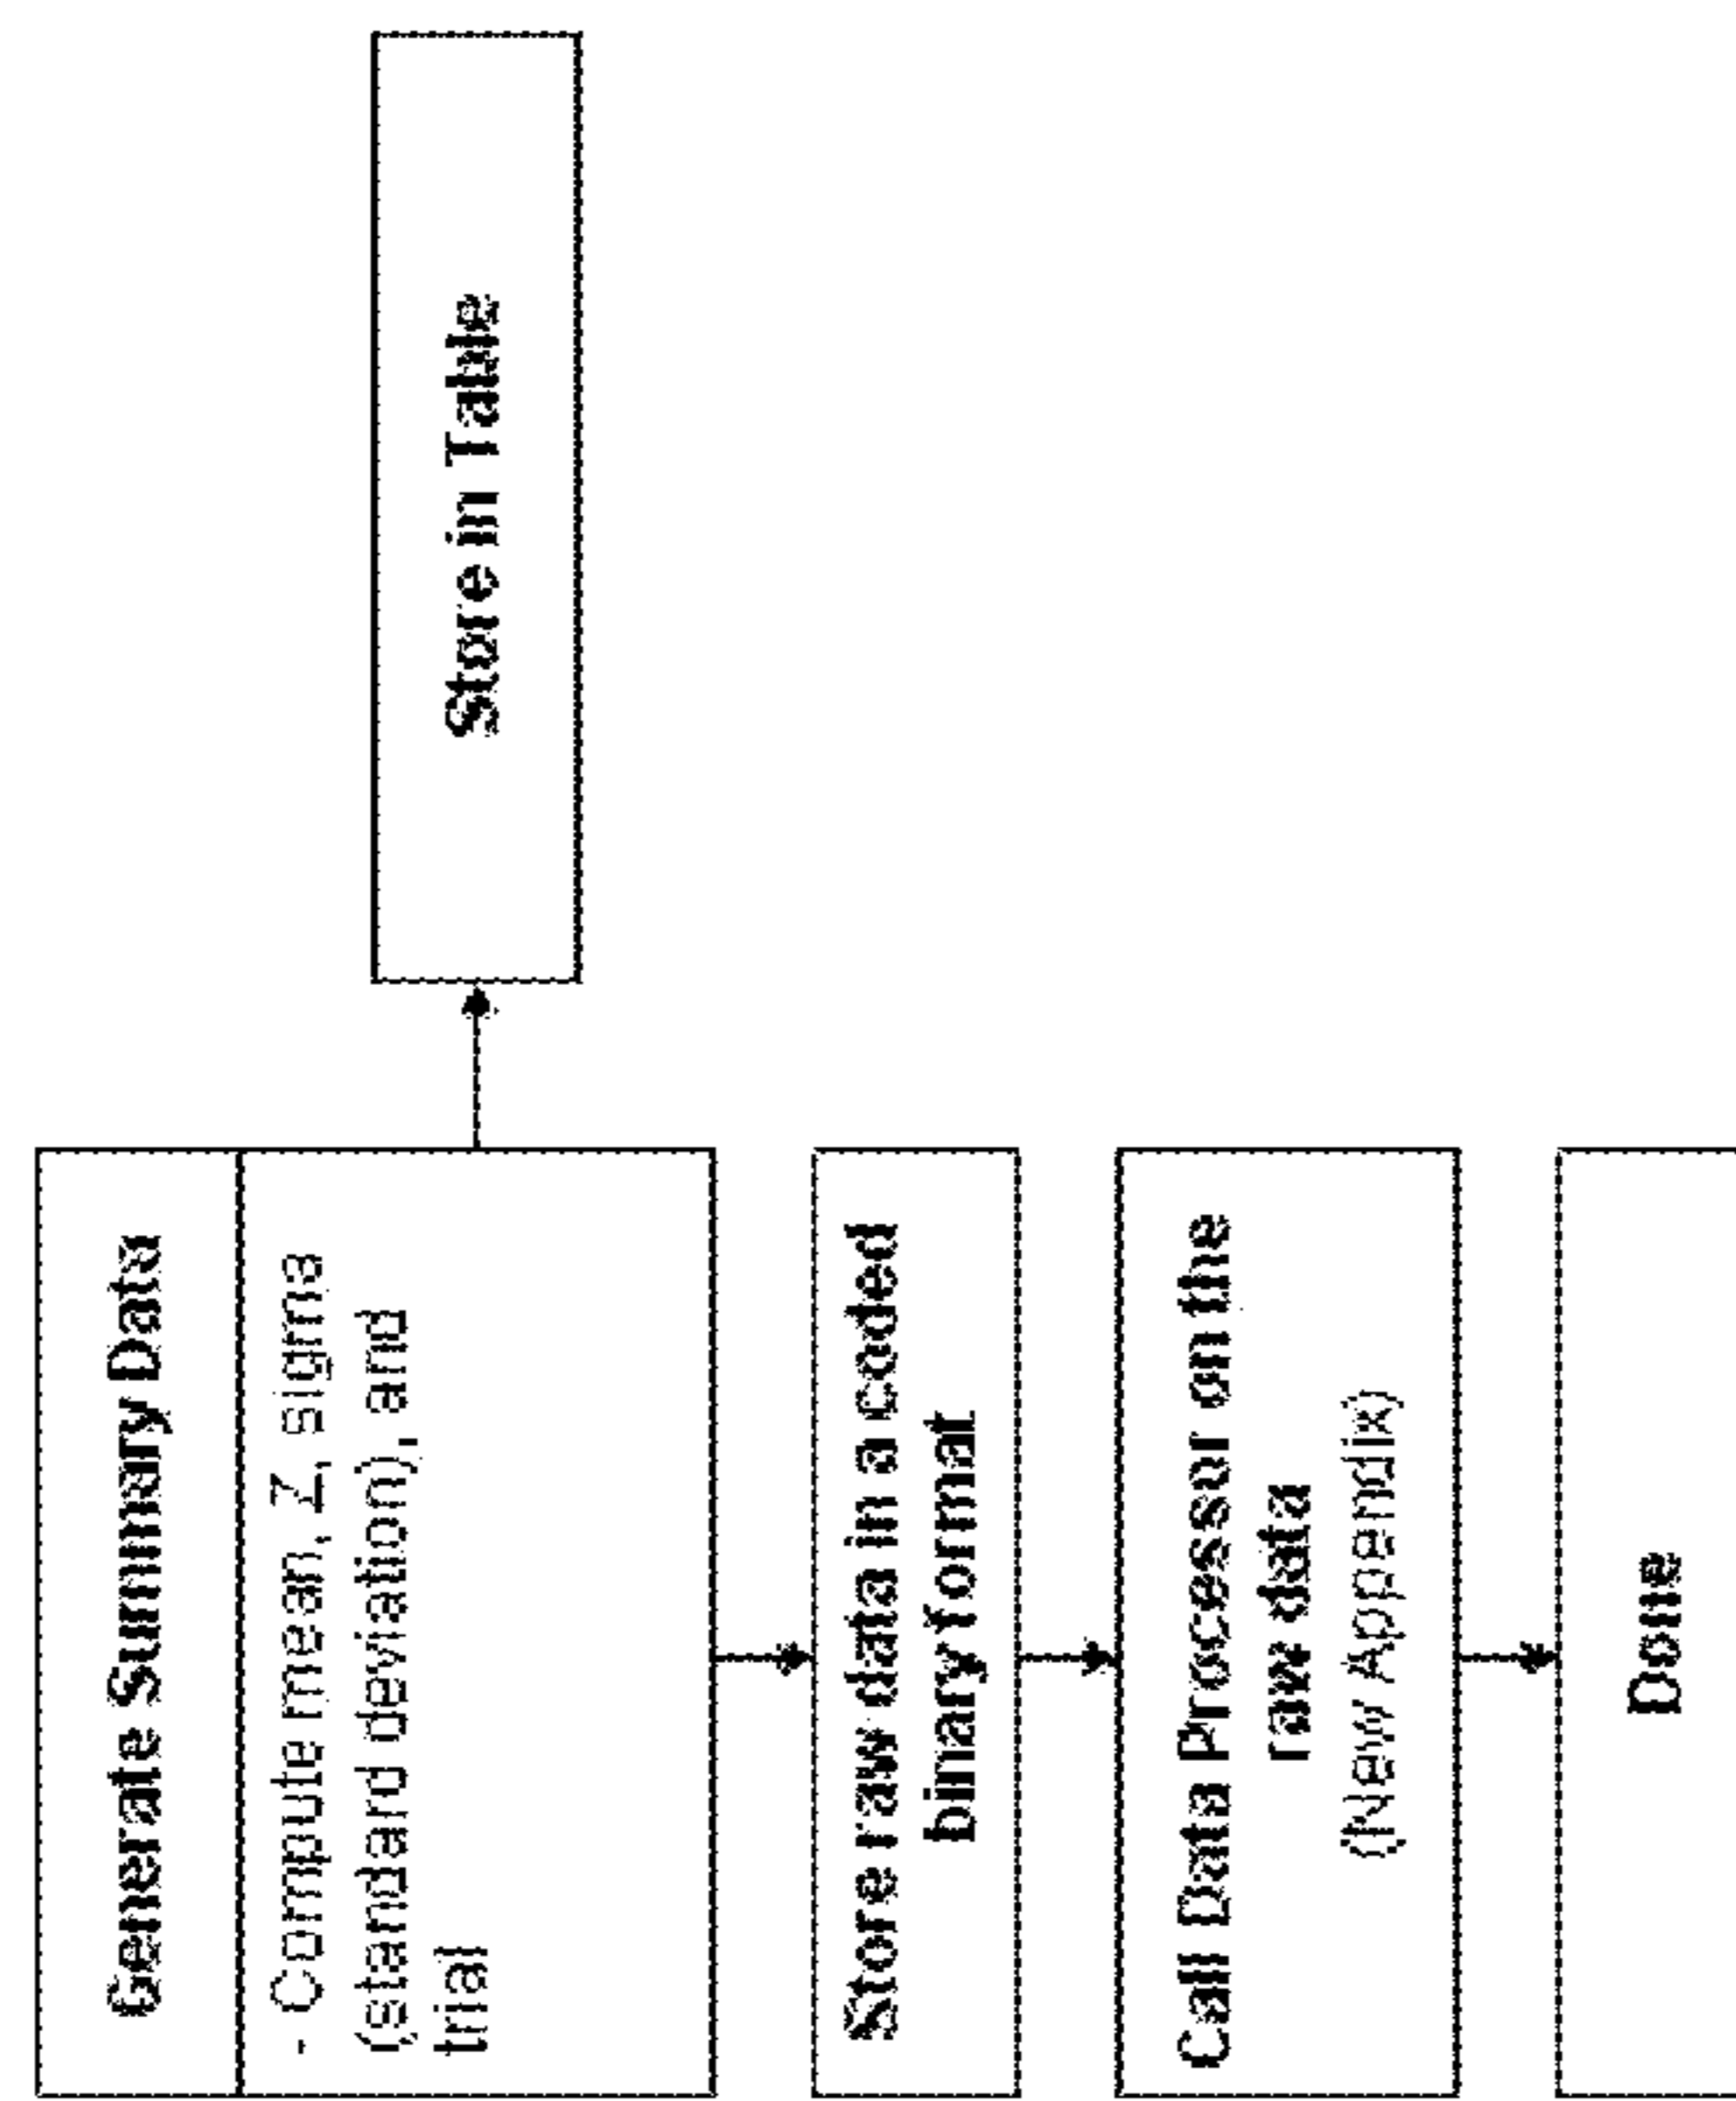 Generate Summary Data
- Compute mean, Z, sigma
(standard deviation), and
trial
Store in Table
Store raw data in a coded
binary format
Call Data Processor on the
raw data
(New Appendix)
Done